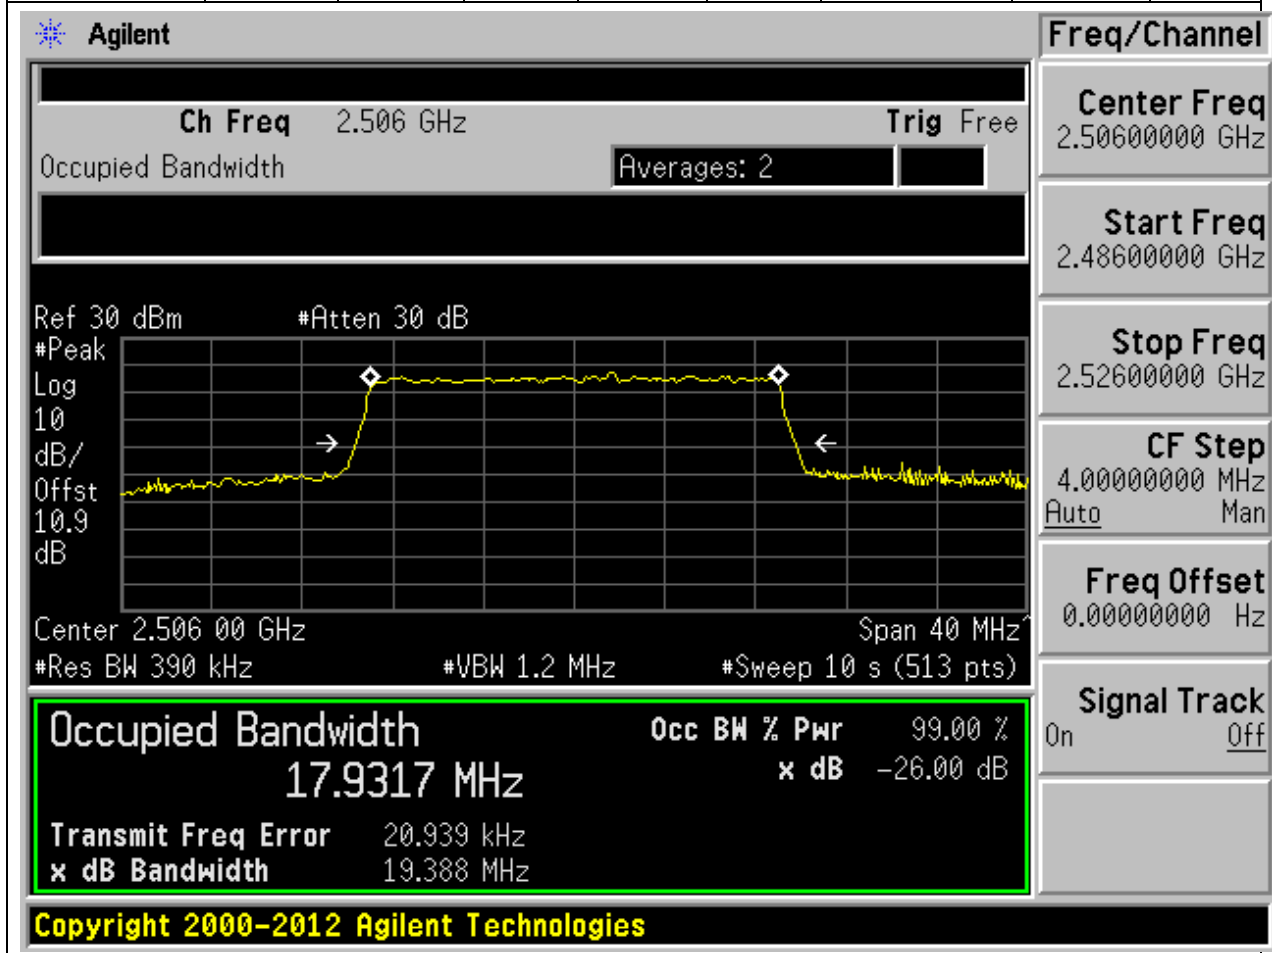 Agilent
Freq/Channel
Ch Freq 2.506 GHz Trig Free
Occupied Bandwidth Averages: 2
Center Freq
2.50600000 GHz
Start Freq
2.48600000 GHz
Stop Freq
2.52600000 GHz
CF Step
4.00000000 MHz
Auto Man
Freq Offset
0.00000000 Hz
Signal Track
On Off
Ref 30 dBm #Atten 30 dB
#Peak
Log
10
dB/
Offst
10.9
dB
Center 2.506 00 GHz Span 40 MHz^
#Res BW 390 kHz #VBW 1.2 MHz #Sweep 10 s (513 pts)
Occupied Bandwidth Occ BW % Pwr 99.00 %
17.9317 MHz x dB -26.00 dB
Transmit Freq Error 20.939 kHz
x dB Bandwidth 19.388 MHz
Copyright 2000-2012 Agilent Technologies